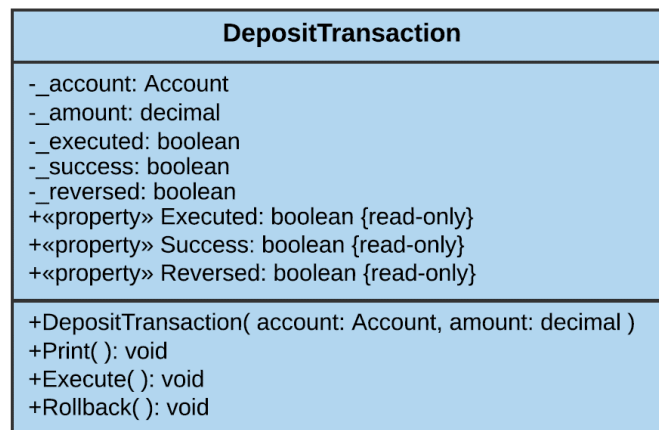 DepositTransaction
-_account: Account
-_amount: decimal
-_executed: boolean
-_success: boolean
-_reversed: boolean
+«property» Executed: boolean {read-only}
+«property» Success: boolean {read-only}
+«property» Reversed: boolean {read-only}
+DepositTransaction( account: Account, amount: decimal )
+Print( ): void
+Execute( ): void
+Rollback( ): void